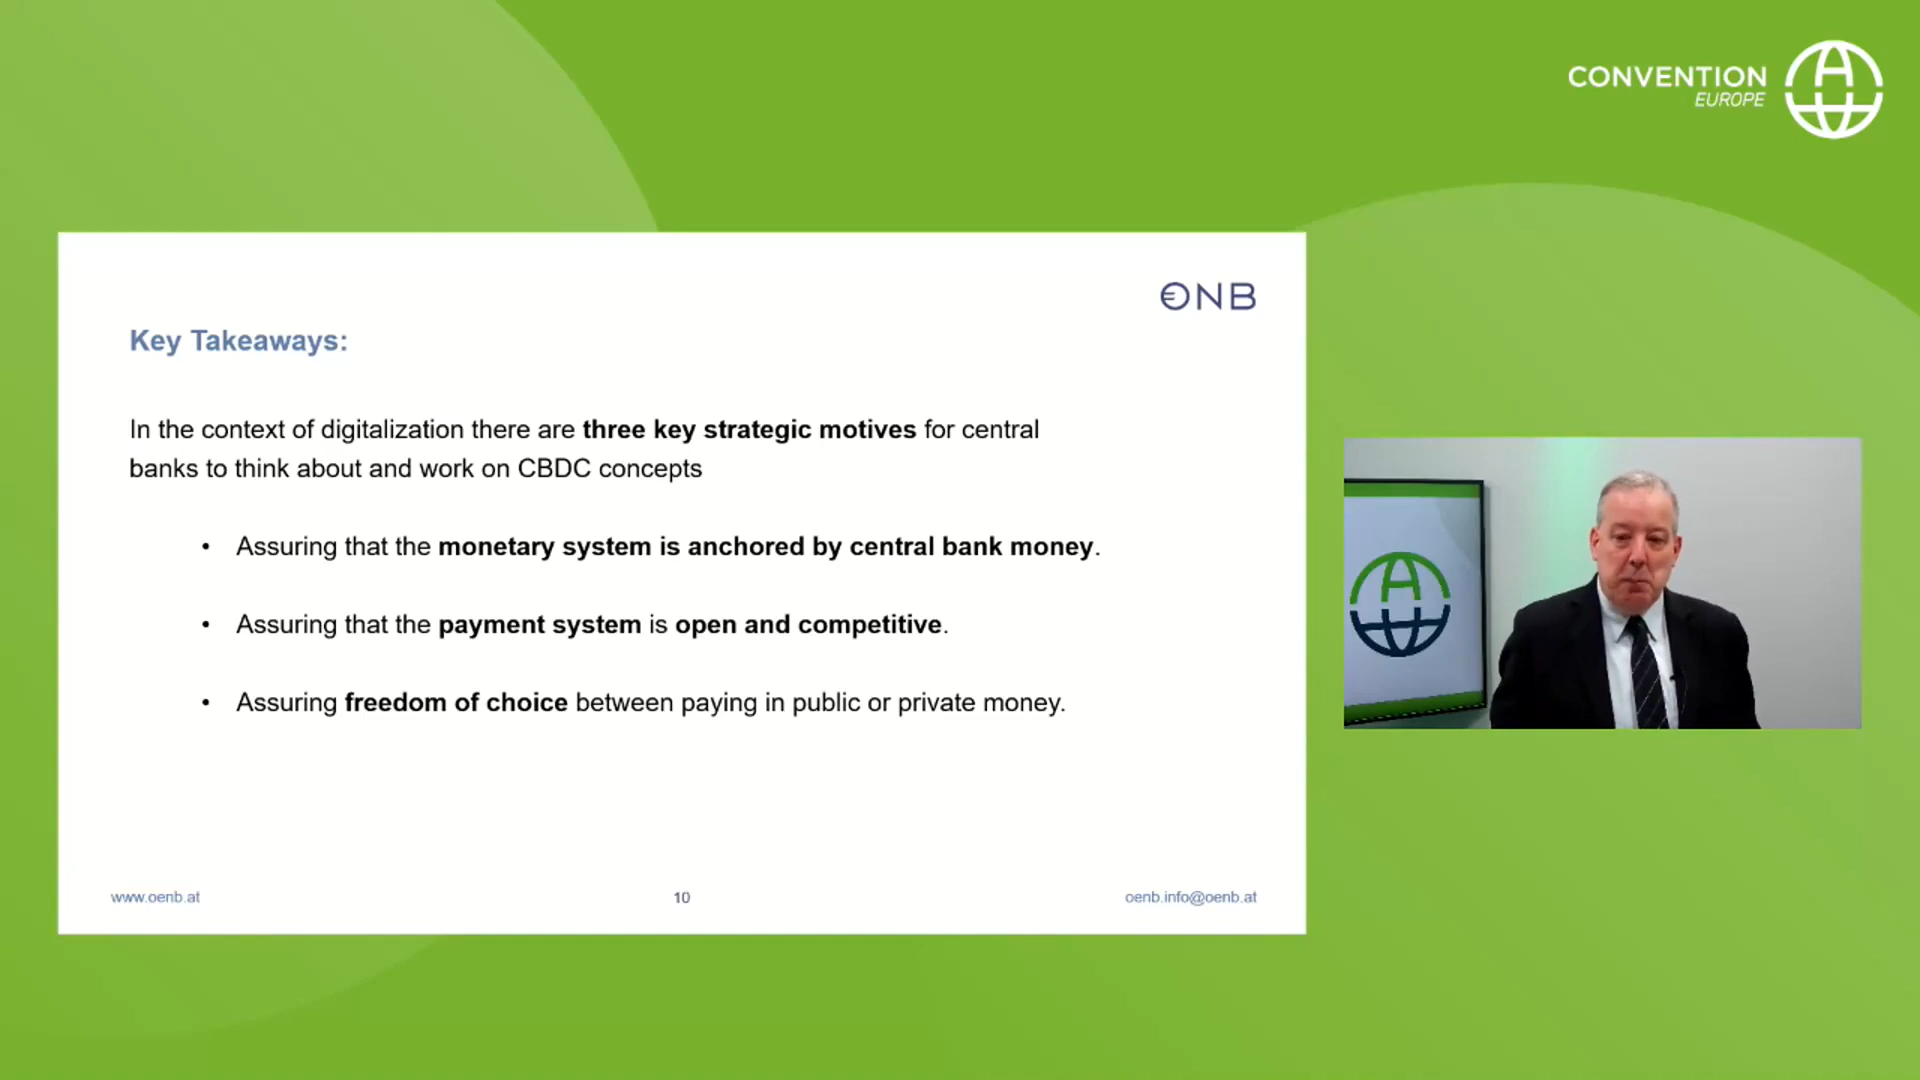 CONVENTION
EUROPE
ONB
Key Takeaways:
In the context of digitalization there are three key strategic motives for central
banks to think about and work on CBDC concepts
• Assuring that the monetary system is anchored by central bank money.
• Assuring that the payment system is open and competitive.
• Assuring freedom of choice between paying in public or private money.
www.oenb.at
10
oenb.info@oenb.at